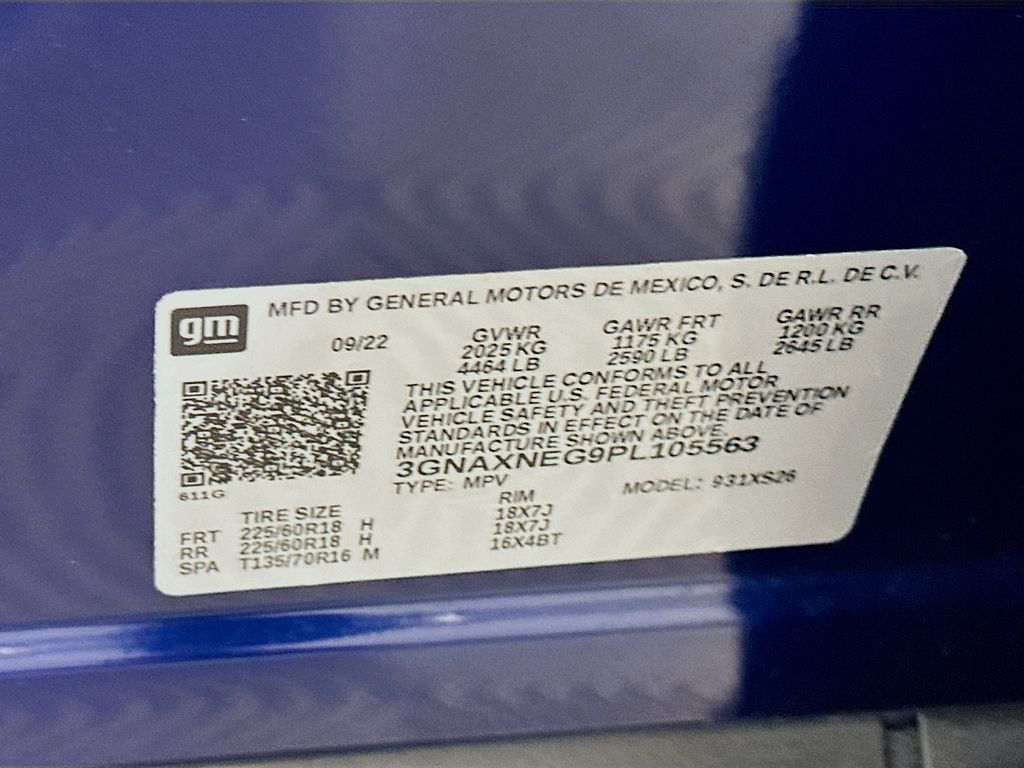 gm
MFD BY GENERAL MOTORS DE MEXICO, S. DE R.L. DE C.V.
09/22 GVWR GAWR FRT GAWR RR
2025 KG 1175 KG 1200 KG
4464 LB 2590 LB 2645 LB
THIS VEHICLE CONFORMS TO ALL
APPLICABLE U.S. FEDERAL MOTOR
VEHICLE SAFETY AND THEFT PREVENTION
STANDARDS IN EFFECT ON THE DATE OF
MANUFACTURE SHOWN ABOVE.
3GNAXNEG9PL105563
611G
TYPE: MPV MODEL: 931XS26
TIRE SIZE RIM
FRT 225/60R18 H 18X7J
RR 225/60R18 H 18X7J
SPA T135/70R16 M 16X4BT